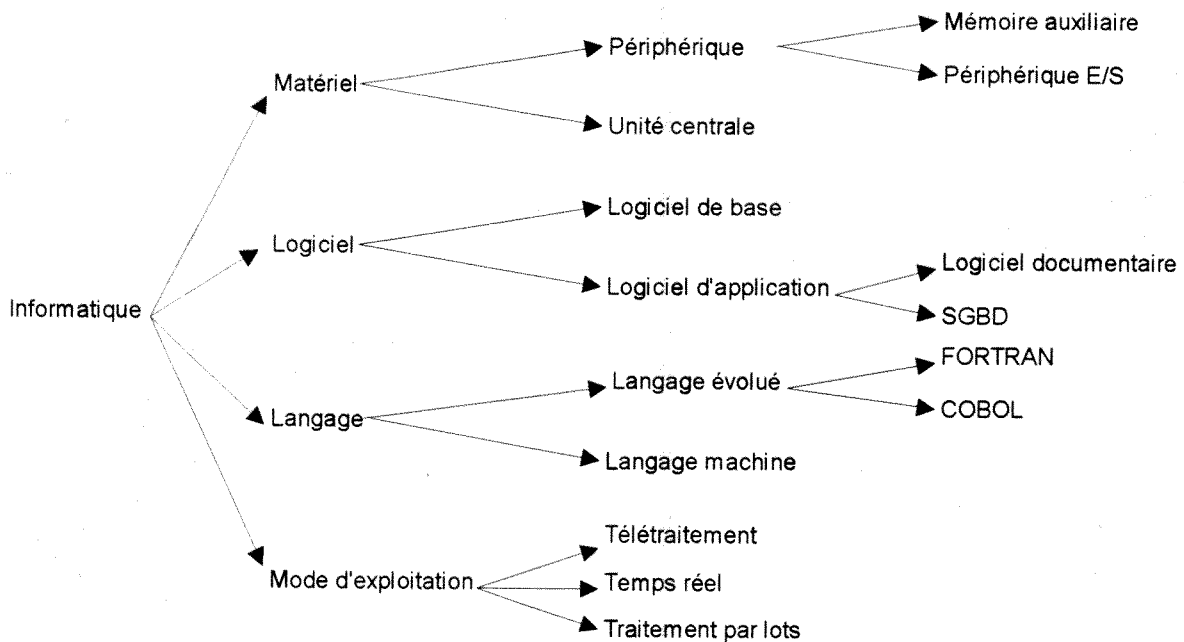 Mémoire auxiliaire
Périphérique
Périphérique E/S
Matériel
Unité centrale
Logiciel de base
Logiciel
Logiciel documentaire
Logiciel d'application
Informatique
SGBD
FORTRAN
Langage évolué
COBOL
Langage
Langage machine
Télétraitement
Mode d'exploitation
Temps réel
Traitement par lots